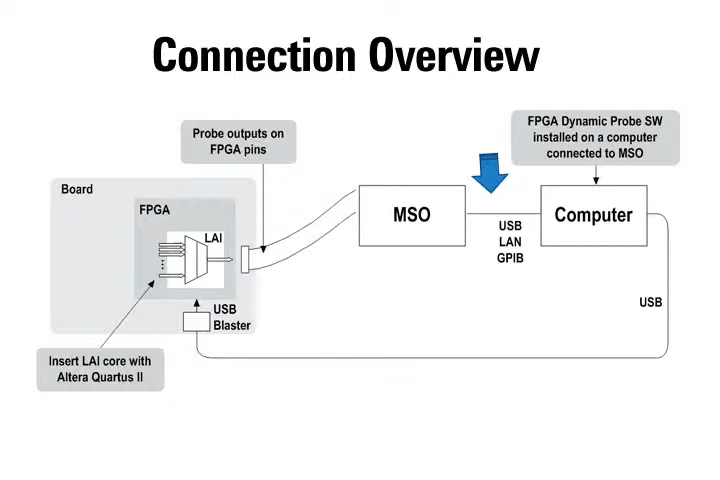 Connection Overview
Probe outputs on
FPGA pins
FPGA Dynamic Probe SW
installed on a computer
connected to MSO
Board
FPGA
LAI
MSO
USB
LAN
GPIB
Computer
USB
Blaster
USB
Insert LAI core with
Altera Quartus II